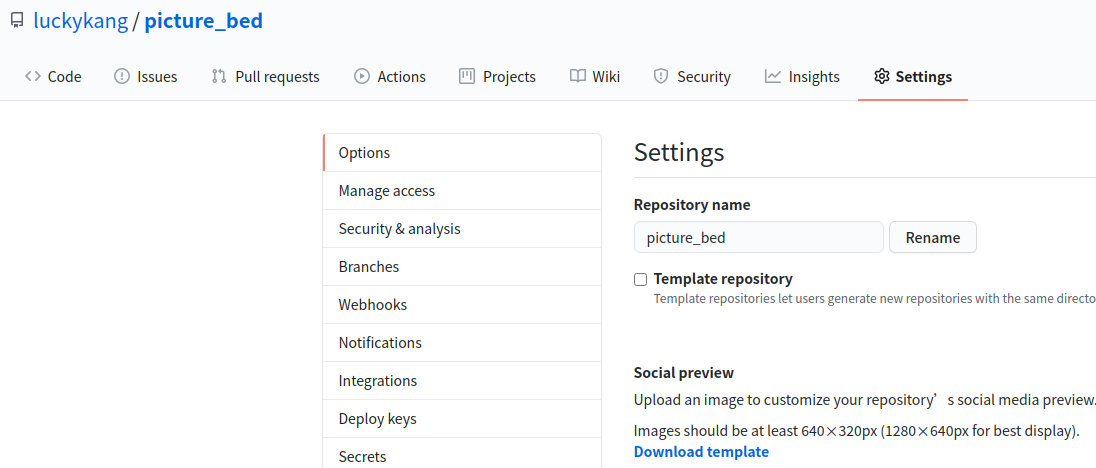 luckykang / picture_bed
Code Issues Pull requests Actions Projects Wiki Security Insights Settings
Options
Manage access
Security & analysis
Branches
Webhooks
Notifications
Integrations
Deploy keys
Secrets
Settings
Repository name
picture_bed Rename
Template repository
Template repositories let users generate new repositories with the same directo
Social preview
Upload an image to customize your repository’s social media preview.
Images should be at least 640×320px (1280×640px for best display).
Download template